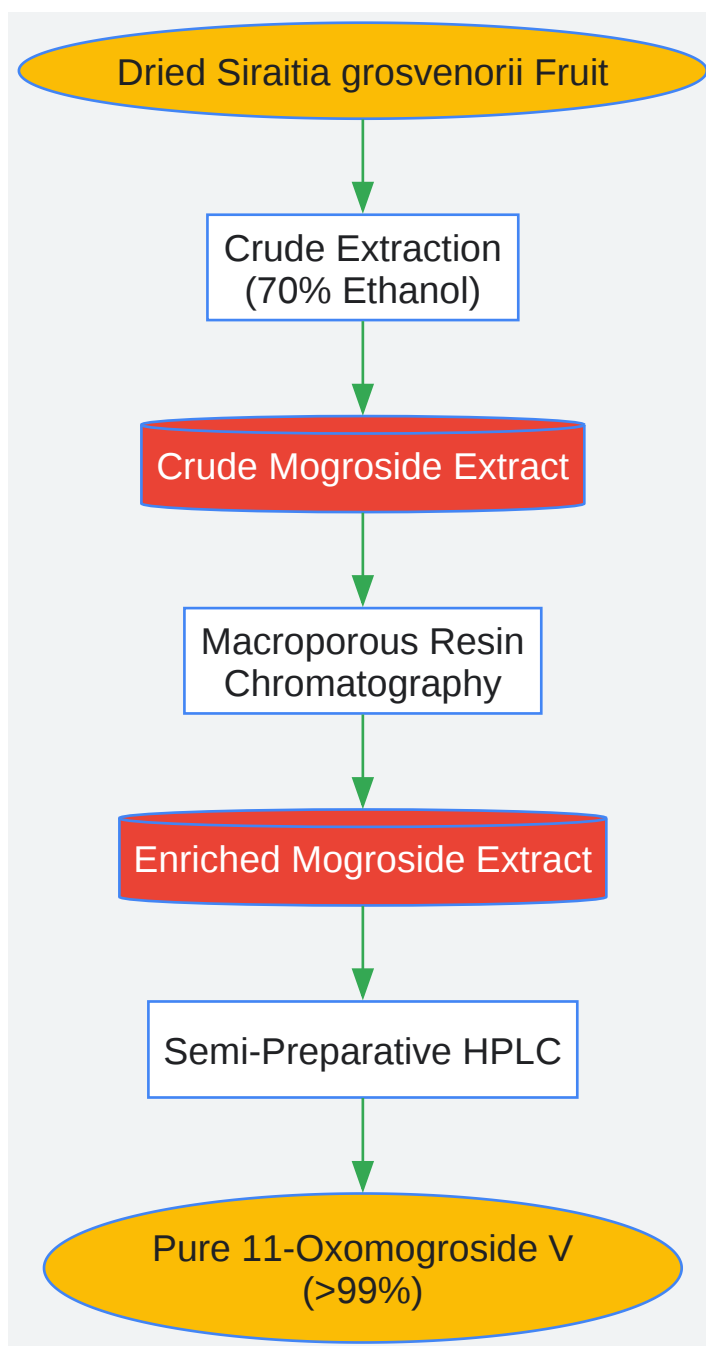 Dried Siraitia grosvenorii Fruit
Crude Extraction
(70% Ethanol)
Crude Mogroside Extract
Macroporous Resin
Chromatography
Enriched Mogroside Extract
Semi-Preparative HPLC
Pure 11-Oxomogroside V
(>99%)